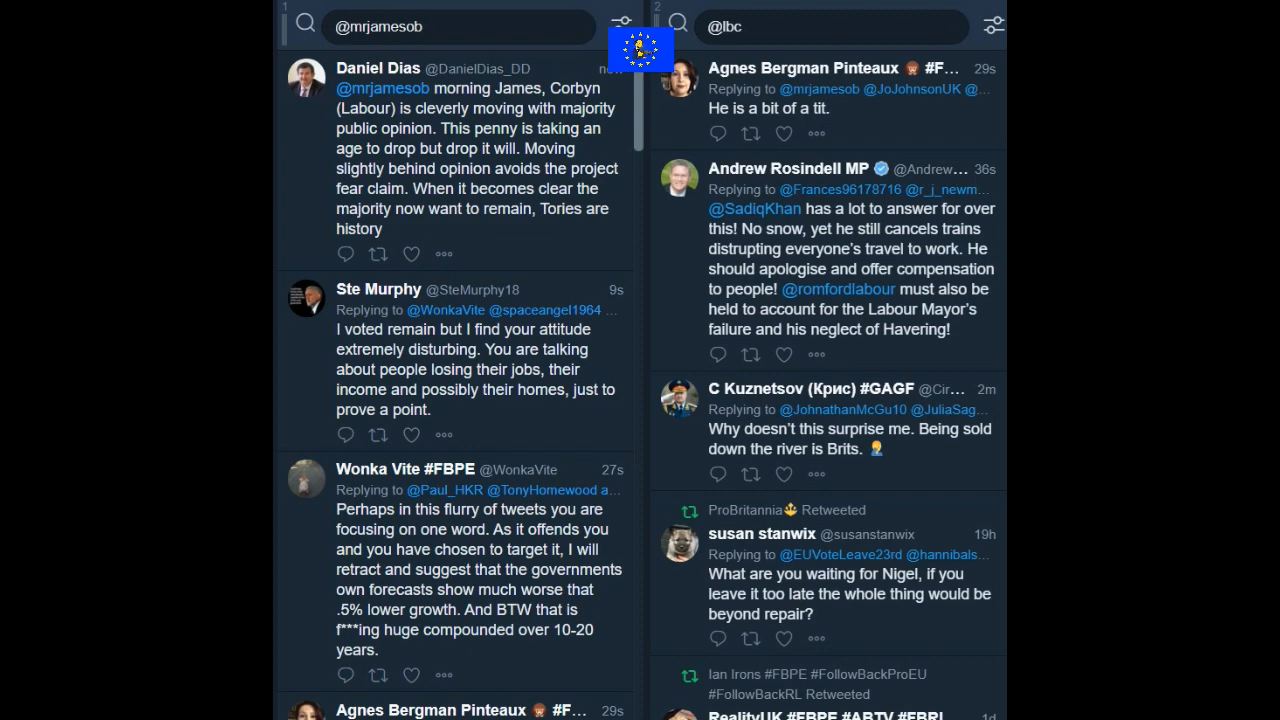 1
@mrjamesob
Daniel Dias @DanielDias_DD
@mrjamesob morning James, Corbyn
(Labour) is cleverly moving with majority
public opinion. This penny is taking an
age to drop but drop it will. Moving
slightly behind opinion avoids the project
fear claim. When it becomes clear the
majority now want to remain, Tories are
history
Ste Murphy @SteMurphy18 9s
Replying to @WonkaVite @spaceangel1964 ...
I voted remain but I find your attitude
extremely disturbing. You are talking
about people losing their jobs, their
income and possibly their homes, just to
prove a point.
Wonka Vite #FBPE @WonkaVite 27s
Replying to @Paul_HKR @TonyHomewood a...
Perhaps in this flurry of tweets you are
focusing on one word. As it offends you
and you have chosen to target it, I will
retract and suggest that the governments
own forecasts show much worse that
.5% lower growth. And BTW that is
f***ing huge compounded over 10-20
years.
Agnes Bergman Pinteaux #F... 29s
2
@lbc
Agnes Bergman Pinteaux #F... 29s
Replying to @mrjamesob @JoJohnsonUK @...
He is a bit of a tit.
Andrew Rosindell MP @Andrew... 36s
Replying to @Frances96178716 @r_j_newm...
@SadiqKhan has a lot to answer for over
this! No snow, yet he still cancels trains
distrupting everyone's travel to work. He
should apologise and offer compensation
to people! @romfordlabour must also be
held to account for the Labour Mayor's
failure and his neglect of Havering!
C Kuznetsov (Крис) #GAGF @Cir... 2m
Replying to @JohnathanMcGu10 @JuliaSag...
Why doesn't this surprise me. Being sold
down the river is Brits.
ProBritannia Retweeted
susan stanwix @susanstanwix 19h
Replying to @EUVoteLeave23rd @hannibals...
What are you waiting for Nigel, if you
leave it too late the whole thing would be
beyond repair?
Ian Irons #FBPE #FollowBackProEU
#FollowBackRL Retweeted
RealityUK #FBPE #ABTV #FBRL 1d